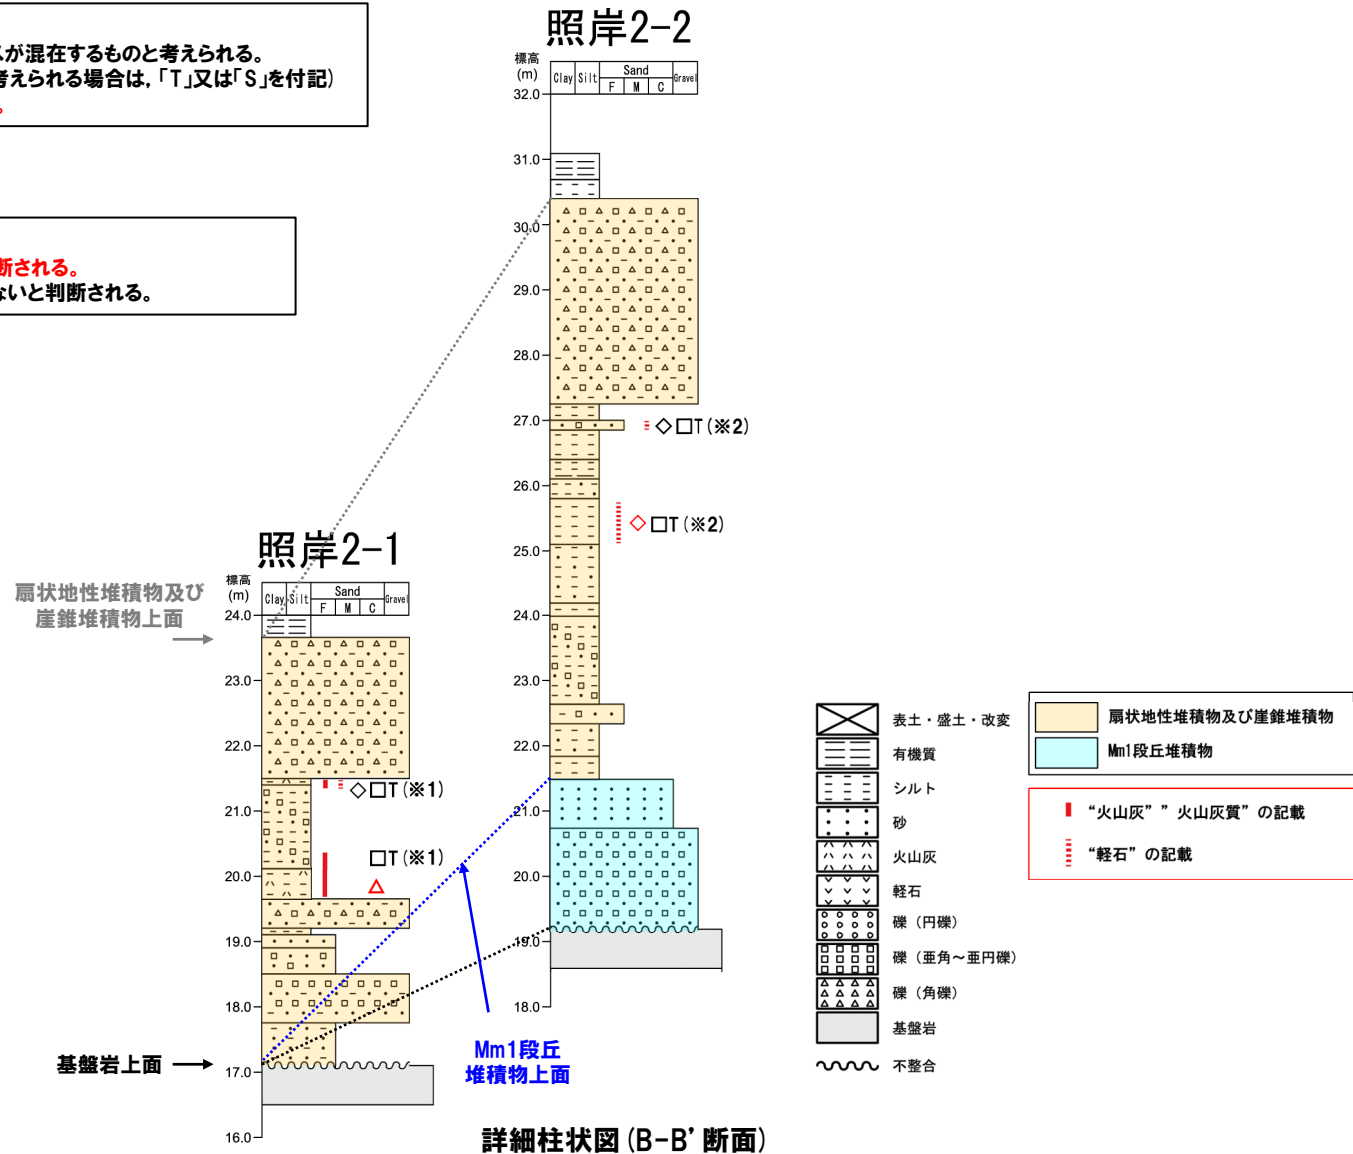 スが混在するものと考えられる。
考えられる場合は,「T」又は「S」を付記)
。
断される。
ないと判断される。
照岸2-2
標高
(m)
Clay Silt Sand Gravel
F M C
32.0
31.0
30.0
29.0
28.0
27.0
◇□T(※2)
26.0
◇□T(※2)
25.0
24.0
23.0
22.0
21.0
20.0
19.0
18.0
照岸2-1
標高
(m)
Clay Silt Sand Gravel
F M C
24.0
23.0
22.0
◇□T(※1)
21.0
□T(※1)
20.0
△
19.0
18.0
17.0
16.0
扇状地性堆積物及び
崖錐堆積物上面
基盤岩上面
Mm1段丘
堆積物上面
表土・盛土・改変
有機質
シルト
砂
火山灰
軽石
礫(円礫)
礫(亜角~亜円礫)
礫(角礫)
基盤岩
不整合
扇状地性堆積物及び崖錐堆積物
Mm1段丘堆積物
“火山灰”” 火山灰質”の記載
“軽石”の記載
詳細柱状図(B-B’断面)